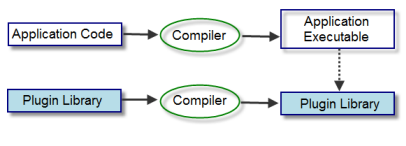 Application Code
Compiler
Application
Executable
Plugin Library
Compiler
Plugin Library